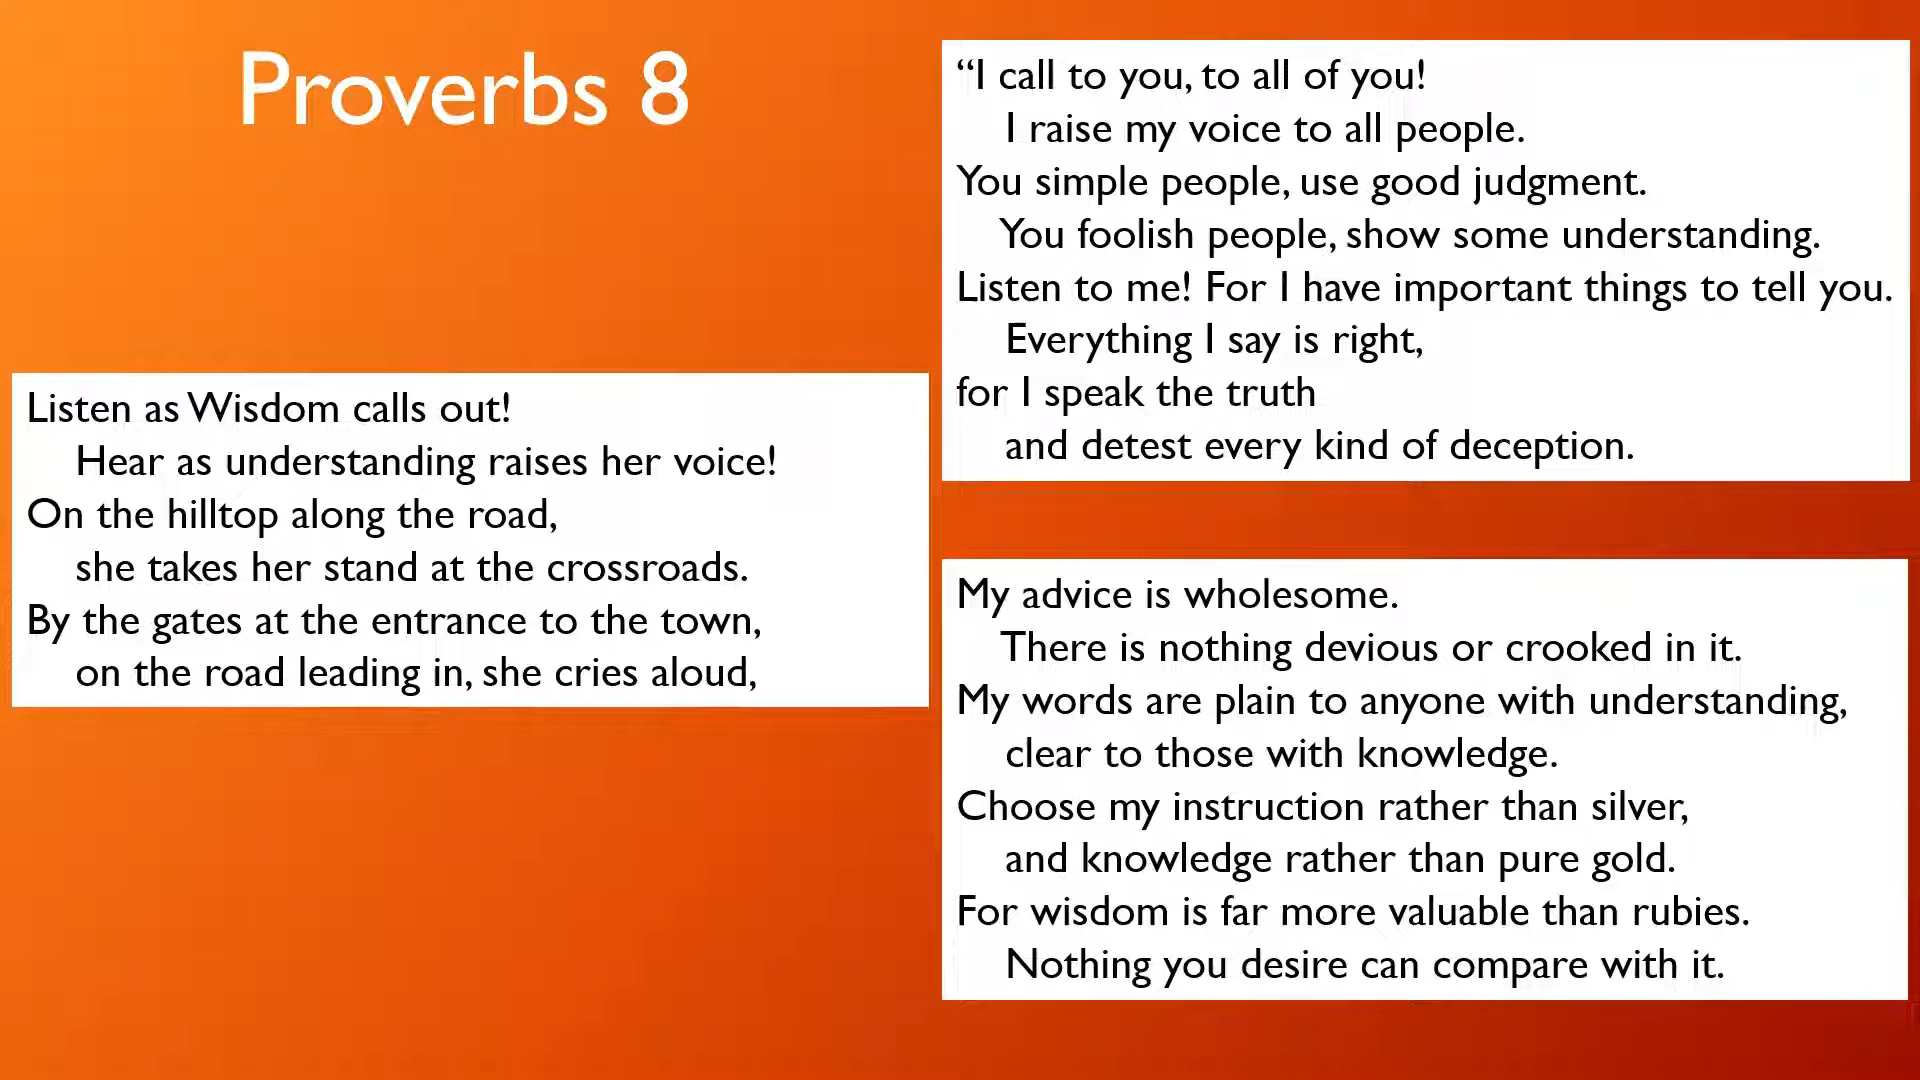 Proverbs 8
Listen as Wisdom calls out!
Hear as understanding raises her voice!
On the hilltop along the road,
she takes her stand at the crossroads.
By the gates at the entrance to the town,
on the road leading in, she cries aloud,
“I call to you, to all of you!
I raise my voice to all people.
You simple people, use good judgment.
You foolish people, show some understanding.
Listen to me! For I have important things to tell you.
Everything I say is right,
for I speak the truth
and detest every kind of deception.
My advice is wholesome.
There is nothing devious or crooked in it.
My words are plain to anyone with understanding,
clear to those with knowledge.
Choose my instruction rather than silver,
and knowledge rather than pure gold.
For wisdom is far more valuable than rubies.
Nothing you desire can compare with it.